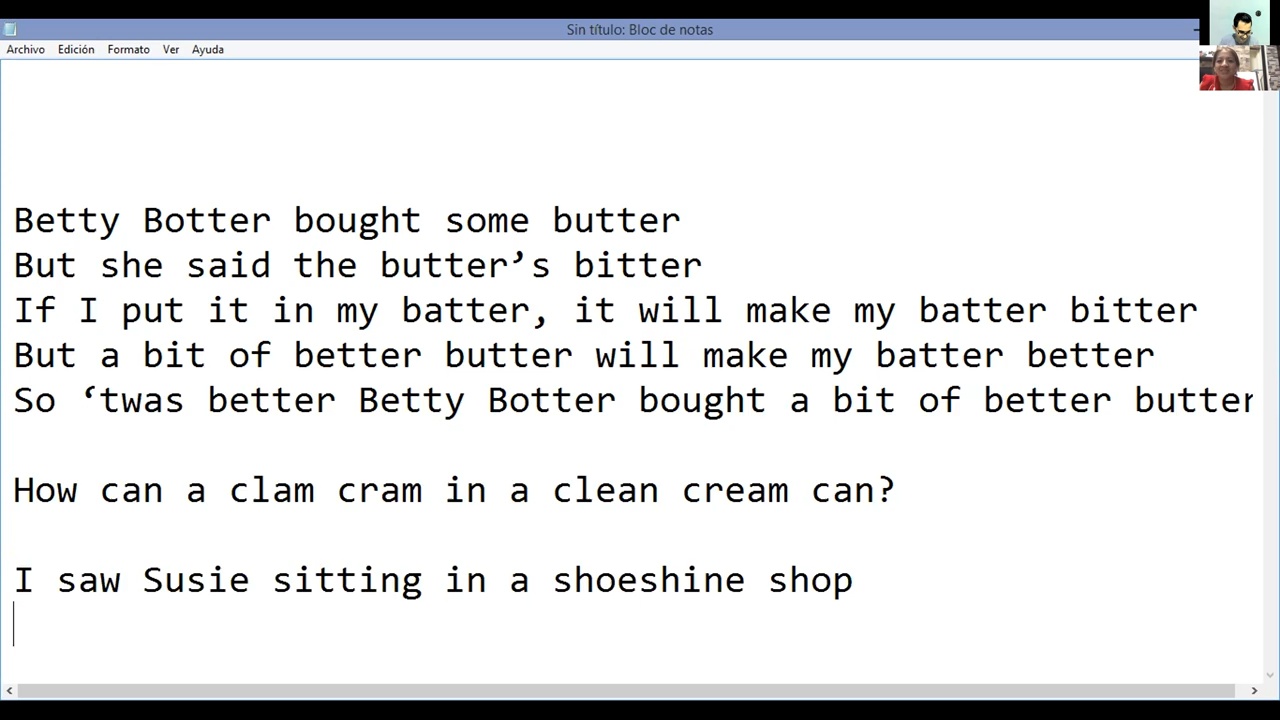 Sin título: Bloc de notas
Archivo Edición Formato Ver Ayuda
Betty Botter bought some butter
But she said the butter’s bitter
If I put it in my batter, it will make my batter bitter
But a bit of better butter will make my batter better
So ‘twas better Betty Botter bought a bit of better butter
How can a clam cram in a clean cream can?
I saw Susie sitting in a shoeshine shop